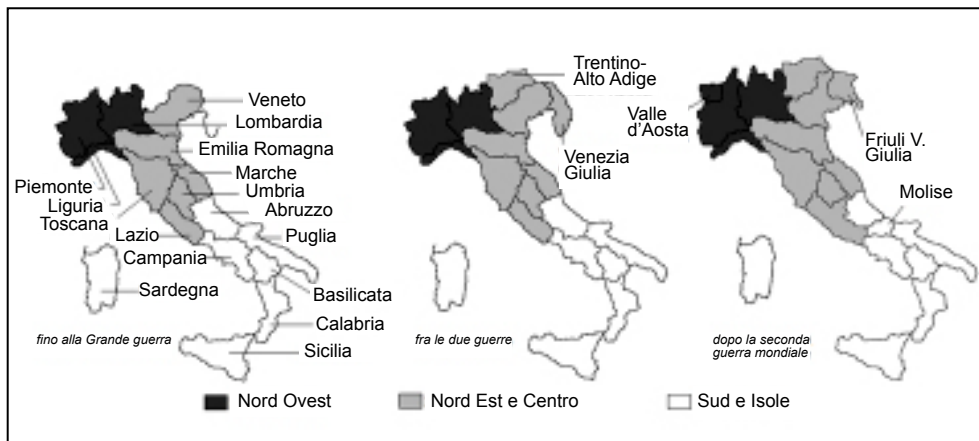 Veneto
Lombardia
Emilia Romagna
Marche
Umbria
Abruzzo
Puglia
Piemonte
Liguria
Toscana
Lazio
Campania
Sardegna
Basilicata
Calabria
Sicilia
fino alla Grande guerra
Trentino-
Alto Adige
Venezia
Giulia
fra le due guerre
Valle
d'Aosta
Friuli V.
Giulia
Molise
dopo la seconda
guerra mondiale
Nord Ovest
Nord Est e Centro
Sud e Isole